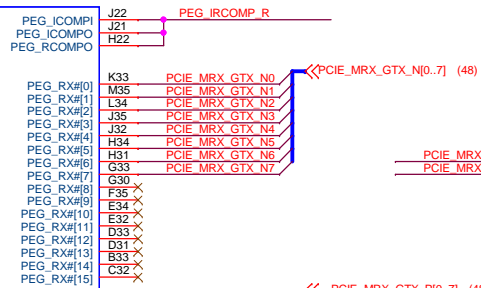 PEG_ICOMPI J22 PEG_IRCOMP_R
PEG_ICOMPO J21
PEG_RCOMPO H22
PEG_RX#[0] K33 PCIE_MRX_GTX_N0 PCIE_MRX_GTX_N[0..7] (48)
PEG_RX#[1] M35 PCIE_MRX_GTX_N1
PEG_RX#[2] L34 PCIE_MRX_GTX_N2
PEG_RX#[3] J35 PCIE_MRX_GTX_N3
PEG_RX#[4] J32 PCIE_MRX_GTX_N4
PEG_RX#[5] H34 PCIE_MRX_GTX_N5
PEG_RX#[6] H31 PCIE_MRX_GTX_N6 PCIE_MRX
PEG_RX#[7] G33 PCIE_MRX_GTX_N7 PCIE_MRX
PEG_RX#[8] G30
PEG_RX#[9] F35
PEG_RX#[10] E34
PEG_RX#[11] E32
PEG_RX#[12] D33
PEG_RX#[13] D31
PEG_RX#[14] B33
PEG_RX#[15] C32 PCIE_MRX_GTX_P[0..7]